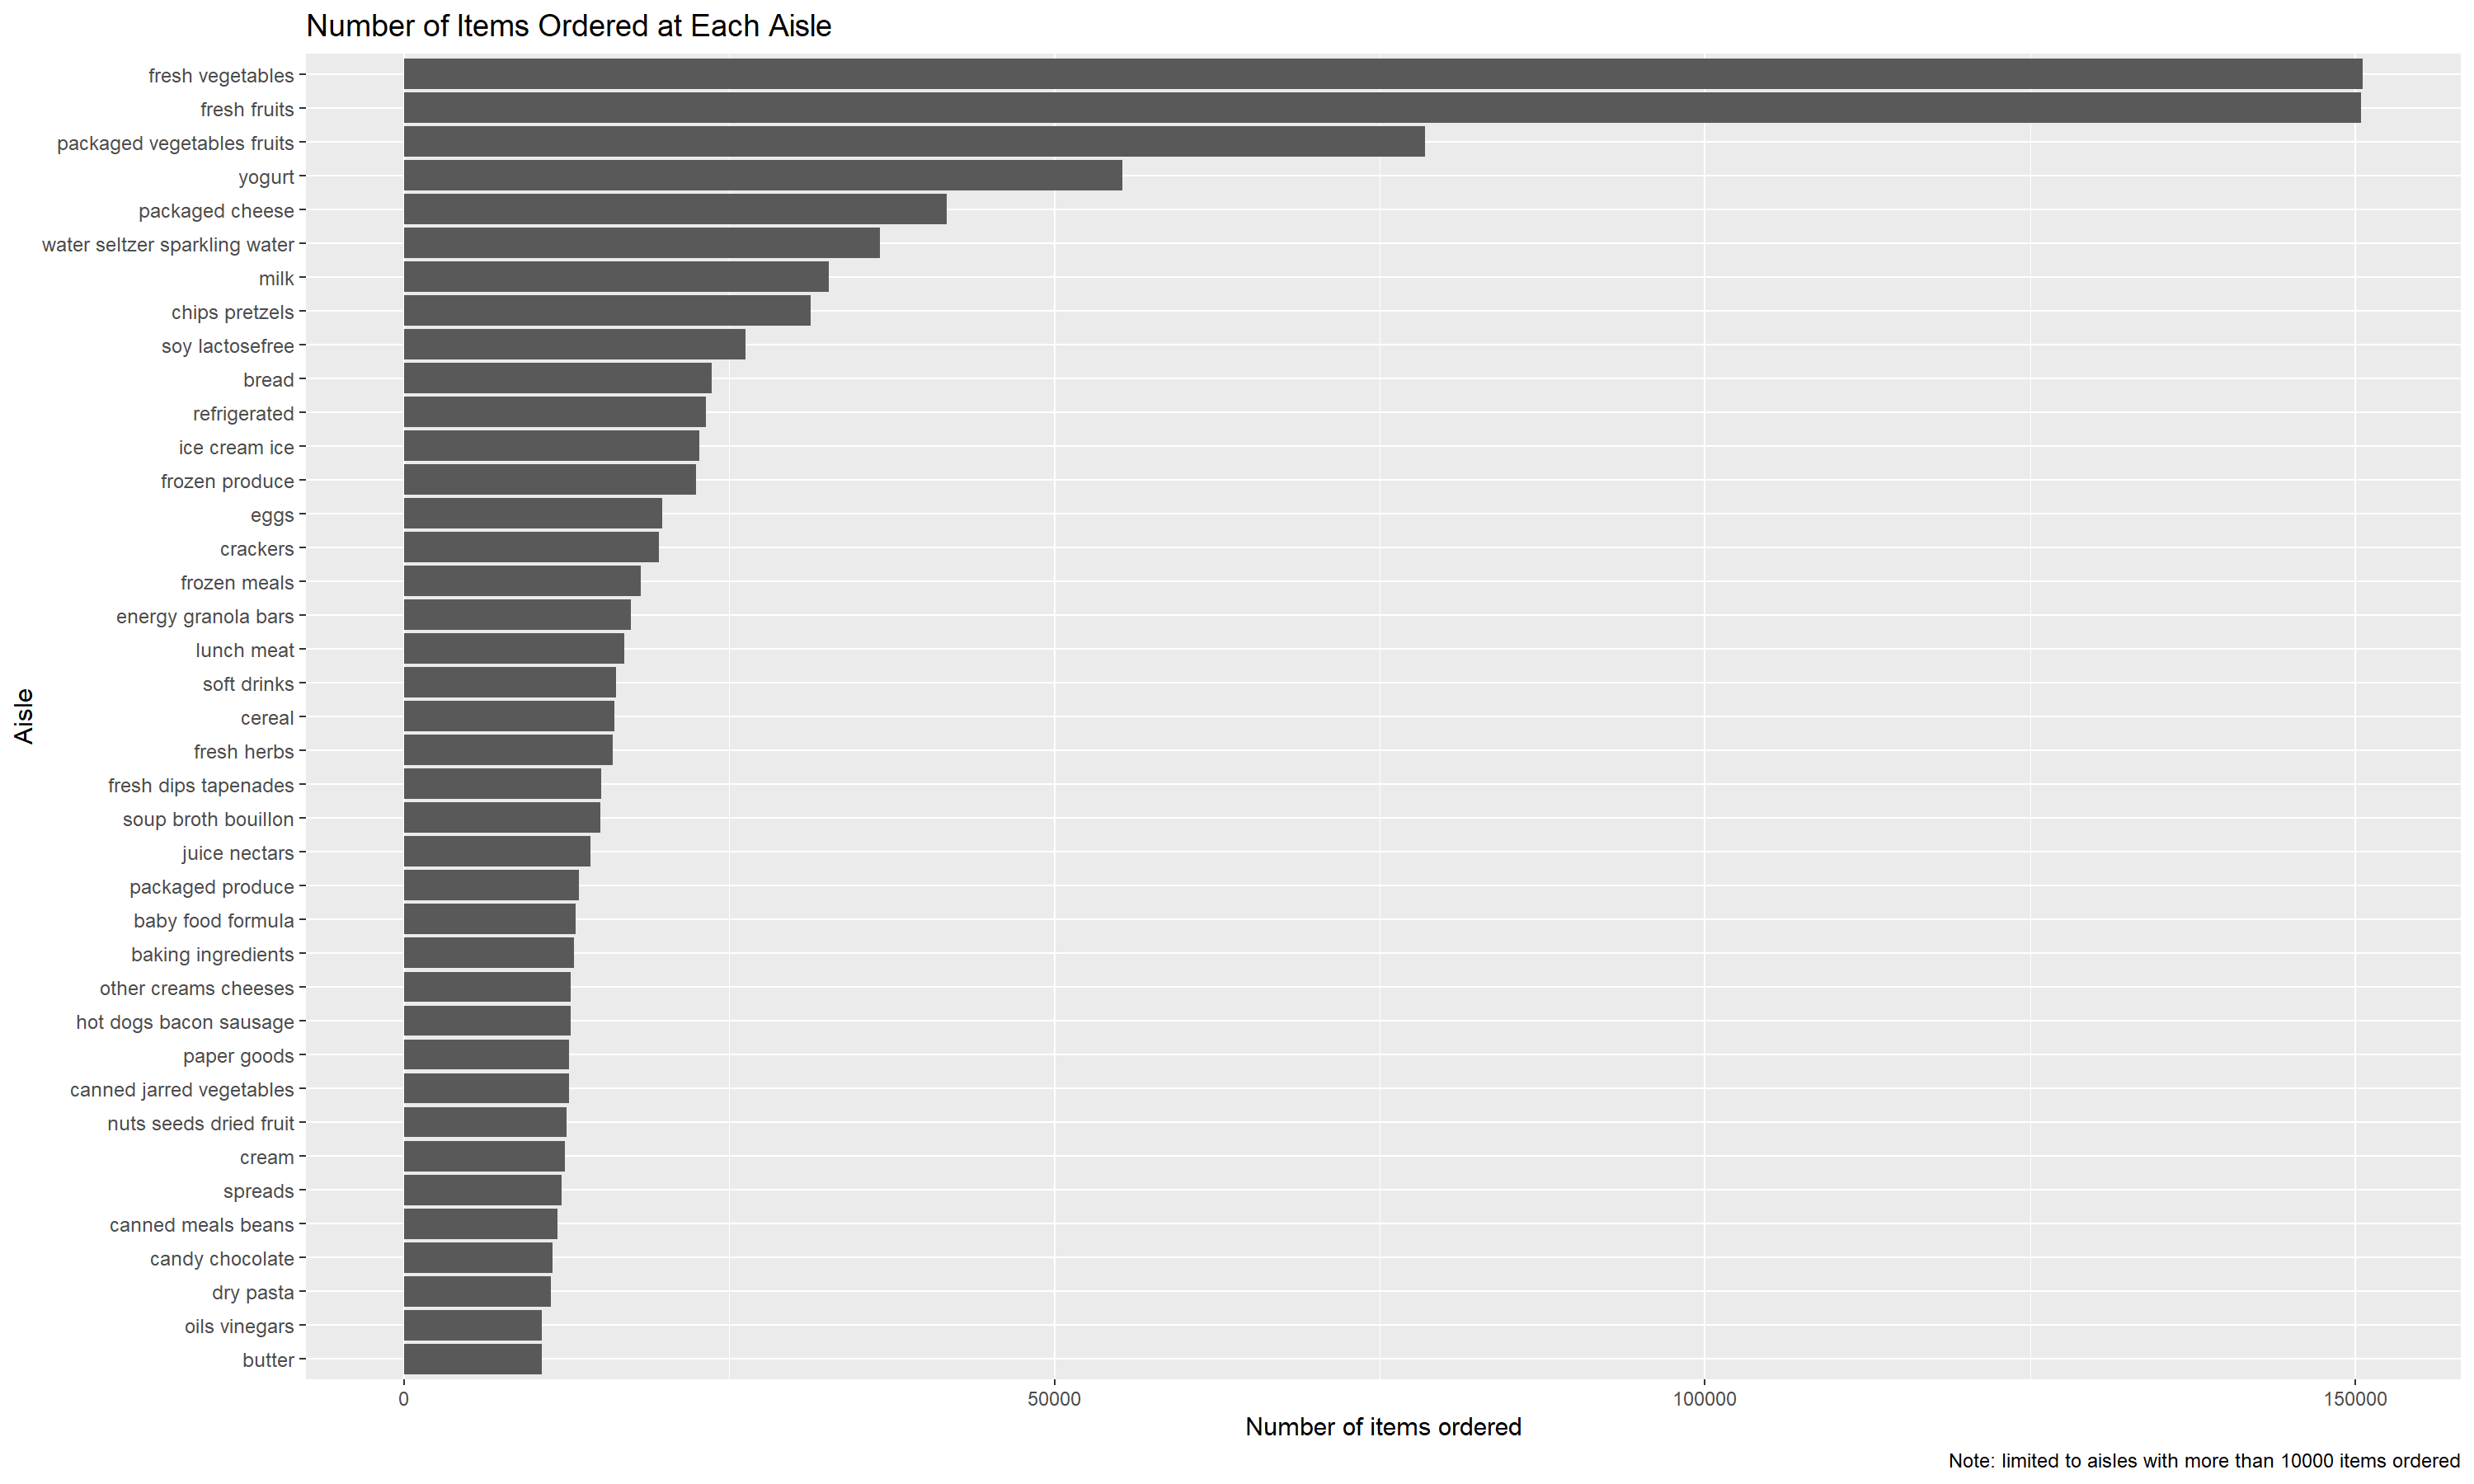 Number of Items Ordered at Each Aisle
fresh vegetables
fresh fruits
packaged vegetables fruits
yogurt
packaged cheese
water seltzer sparkling water
milk
chips pretzels
soy lactosefree
bread
refrigerated
ice cream ice
frozen produce
eggs
crackers
frozen meals
energy granola bars
lunch meat
soft drinks
cereal
fresh herbs
fresh dips tapenades
soup broth bouillon
juice nectars
packaged produce
baby food formula
baking ingredients
other creams cheeses
hot dogs bacon sausage
paper goods
canned jarred vegetables
nuts seeds dried fruit
cream
spreads
canned meals beans
candy chocolate
dry pasta
oils vinegars
butter
Aisle
0 50000 100000 150000
Number of items ordered
Note: limited to aisles with more than 10000 items ordered